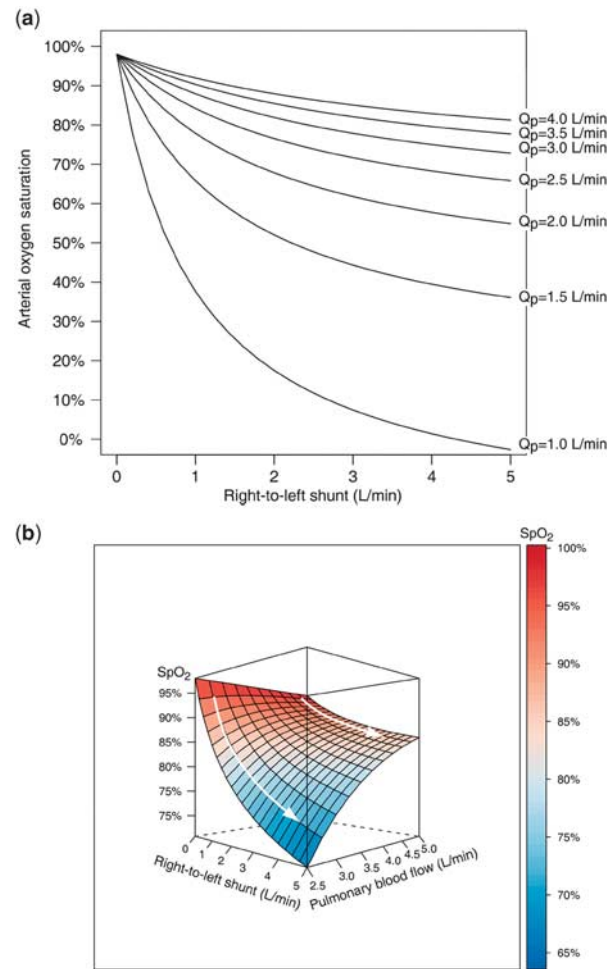 (a)
100%
90%
80%
70%
60%
50%
40%
30%
20%
10%
0%
Arterial oxygen saturation
Qp=4.0 L/min
Qp=3.5 L/min
Qp=3.0 L/min
Qp=2.5 L/min
Qp=2.0 L/min
Qp=1.5 L/min
Qp=1.0 L/min
0 1 2 3 4 5
Right-to-left shunt (L/min)
(b)
SpO2
100%
95%
90%
85%
80%
75%
70%
65%
SpO2
95%
90%
85%
80%
75%
75%
0 1 2 3 4 5
Right-to-left shunt (L/min)
2.5 3.0 3.5 4.0 4.5 5.0
Pulmonary blood flow (L/min)